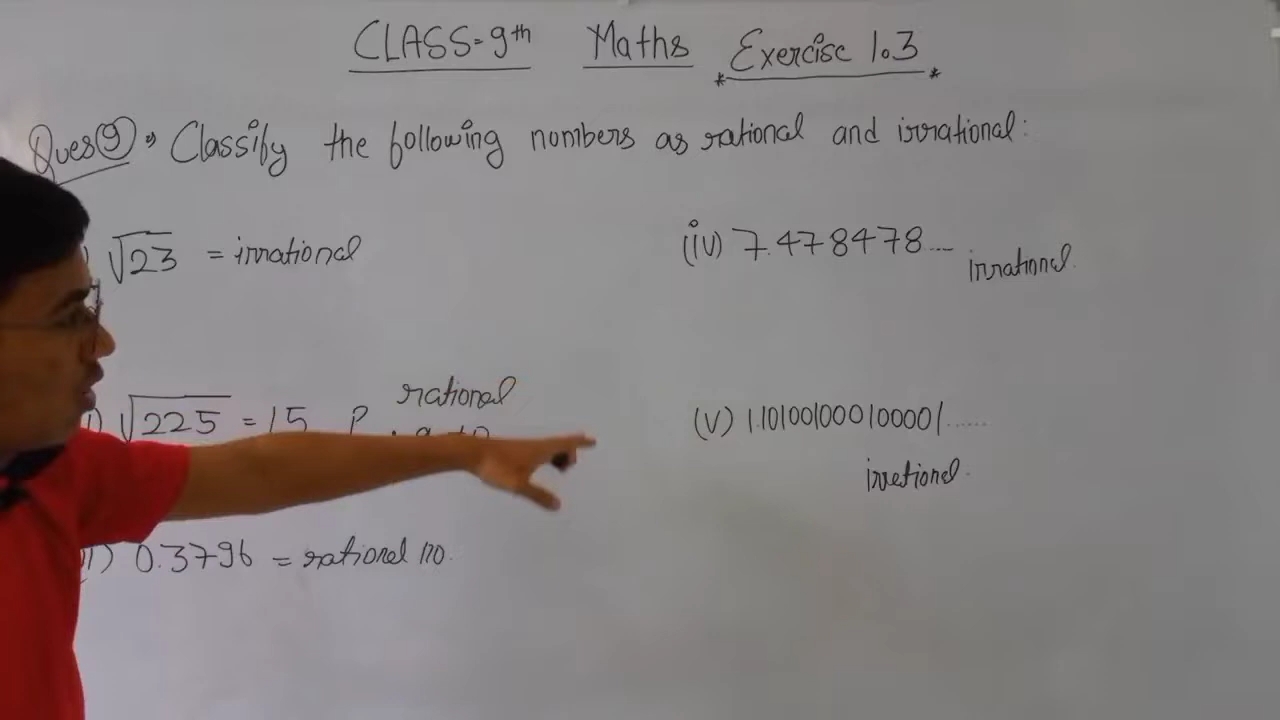 CLASS=9th Maths Exercise 1.3
Ques 9 » Classify the following numbers as rational and irrational:
) √23 = irrational
(iv) 7.478478... irrational.
rational
) √225 = 15 P
(V) 1.101001000100001......
irretional.
) 0.3796 = rational no.